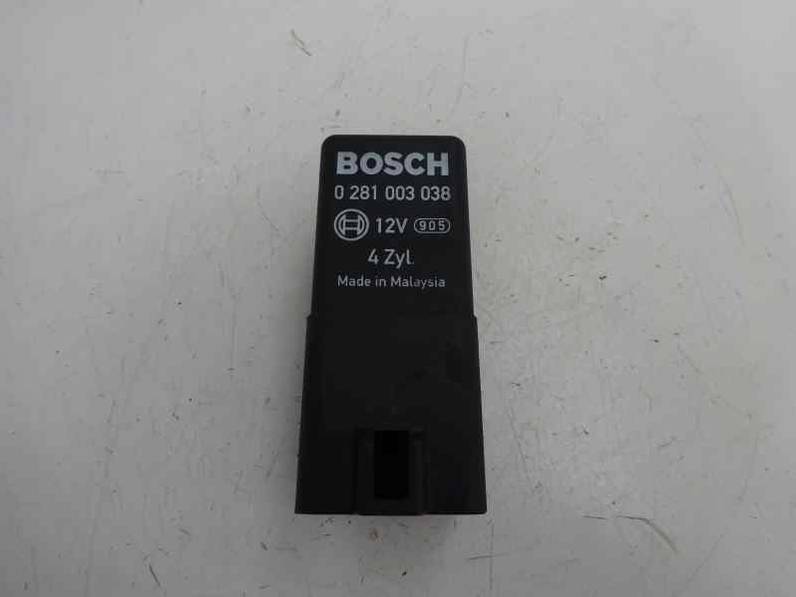 BOSCH
0 281 003 038
12V 905
4 Zyl.
Made in Malaysia